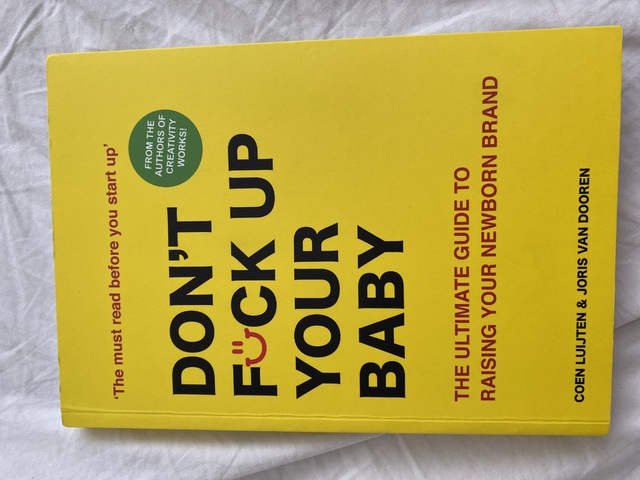 'The must read before you start up'
FROM THE
AUTHORS OF
CREATIVITY
WORKS!
DON'T
FÜCK UP
YOUR
BABY
THE ULTIMATE GUIDE TO
RAISING YOUR NEWBORN BRAND
COEN LUIJTEN & JORIS VAN DOOREN